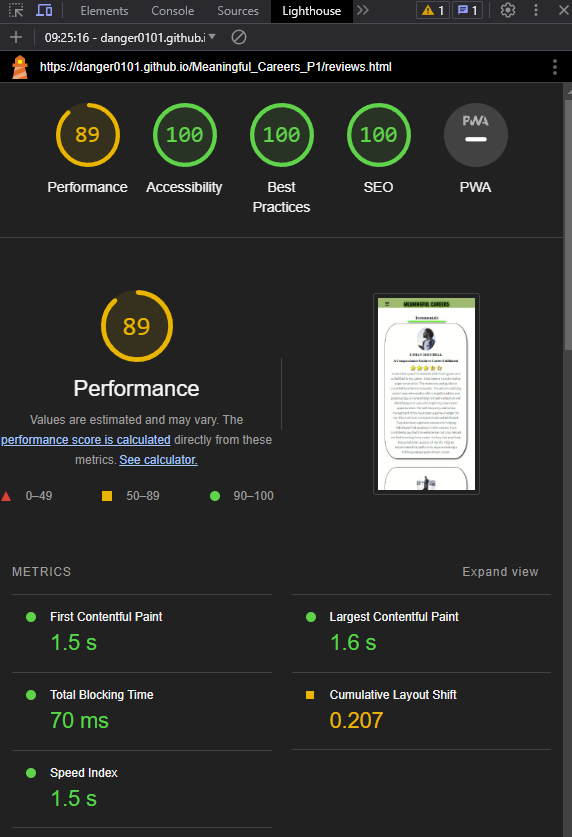 Elements Console Sources Lighthouse 1 1
09:25:16 - danger0101.github.i
https://danger0101.github.io/Meaningful_Careers_P1/reviews.html
89 100 100 100 PWA
Performance Accessibility Best Practices SEO PWA
89
Performance
Values are estimated and may vary. The
performance score is calculated directly from these
metrics. See calculator.
0–49 50–89 90–100
MEANINGFUL CAREERS
Testimonials
EMILY MITCHELL
METRICS Expand view
First Contentful Paint
1.5 s
Largest Contentful Paint
1.6 s
Total Blocking Time
70 ms
Cumulative Layout Shift
0.207
Speed Index
1.5 s